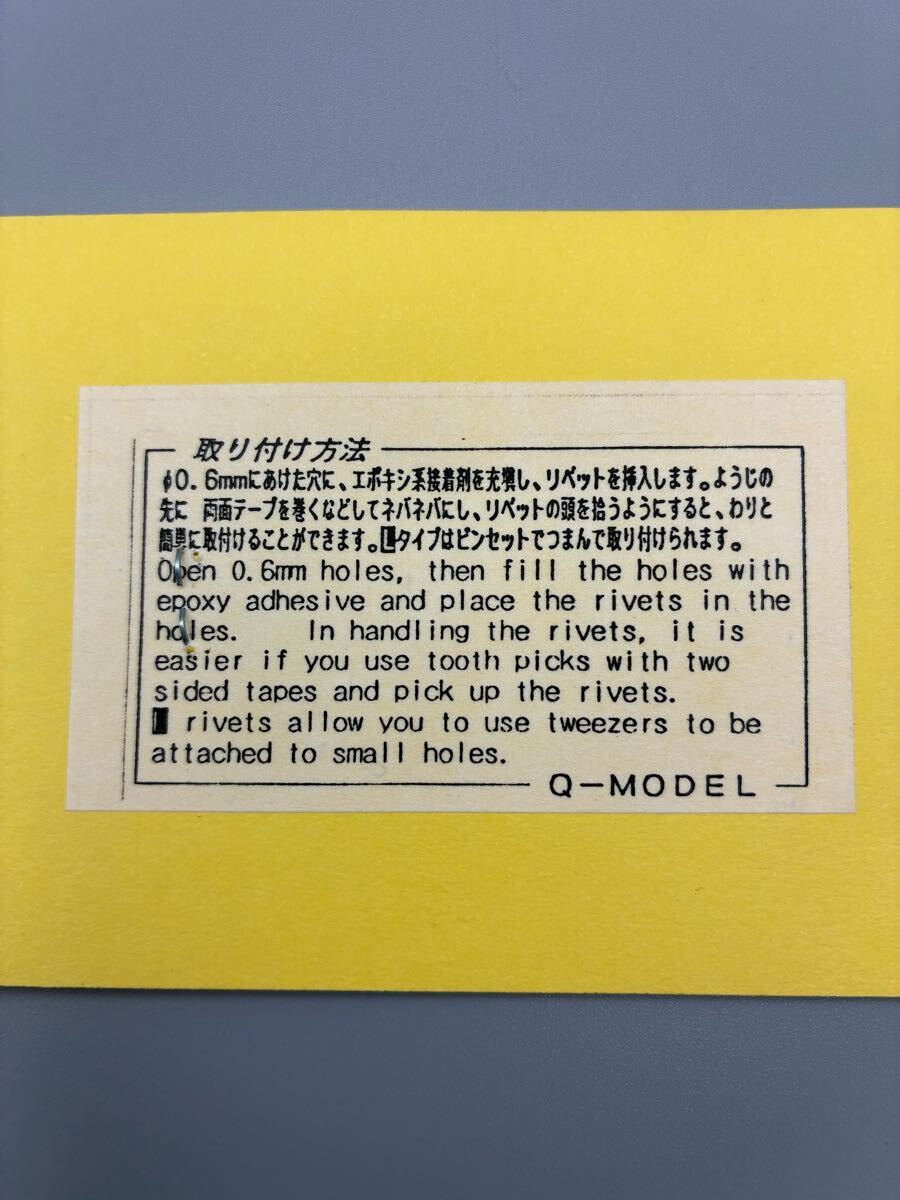 取り付け方法
φ0.6mmにあけた穴に、エポキシ系接着剤を充填し、リベットを挿入します。ようじの
先に 両面テープを巻くなどしてネバネバにし、リベットの頭を拾うようにすると、わりと
簡単に取付けることができます。タイプはピンセットでつまんで取り付けられます。
Open 0.6mm holes, then fill the holes with
epoxy adhesive and place the rivets in the
holes. In handling the rivets, it is
easier if you use tooth picks with two
sided tapes and pick up the rivets.
rivets allow you to use tweezers to be
attached to small holes.
Q-MODEL